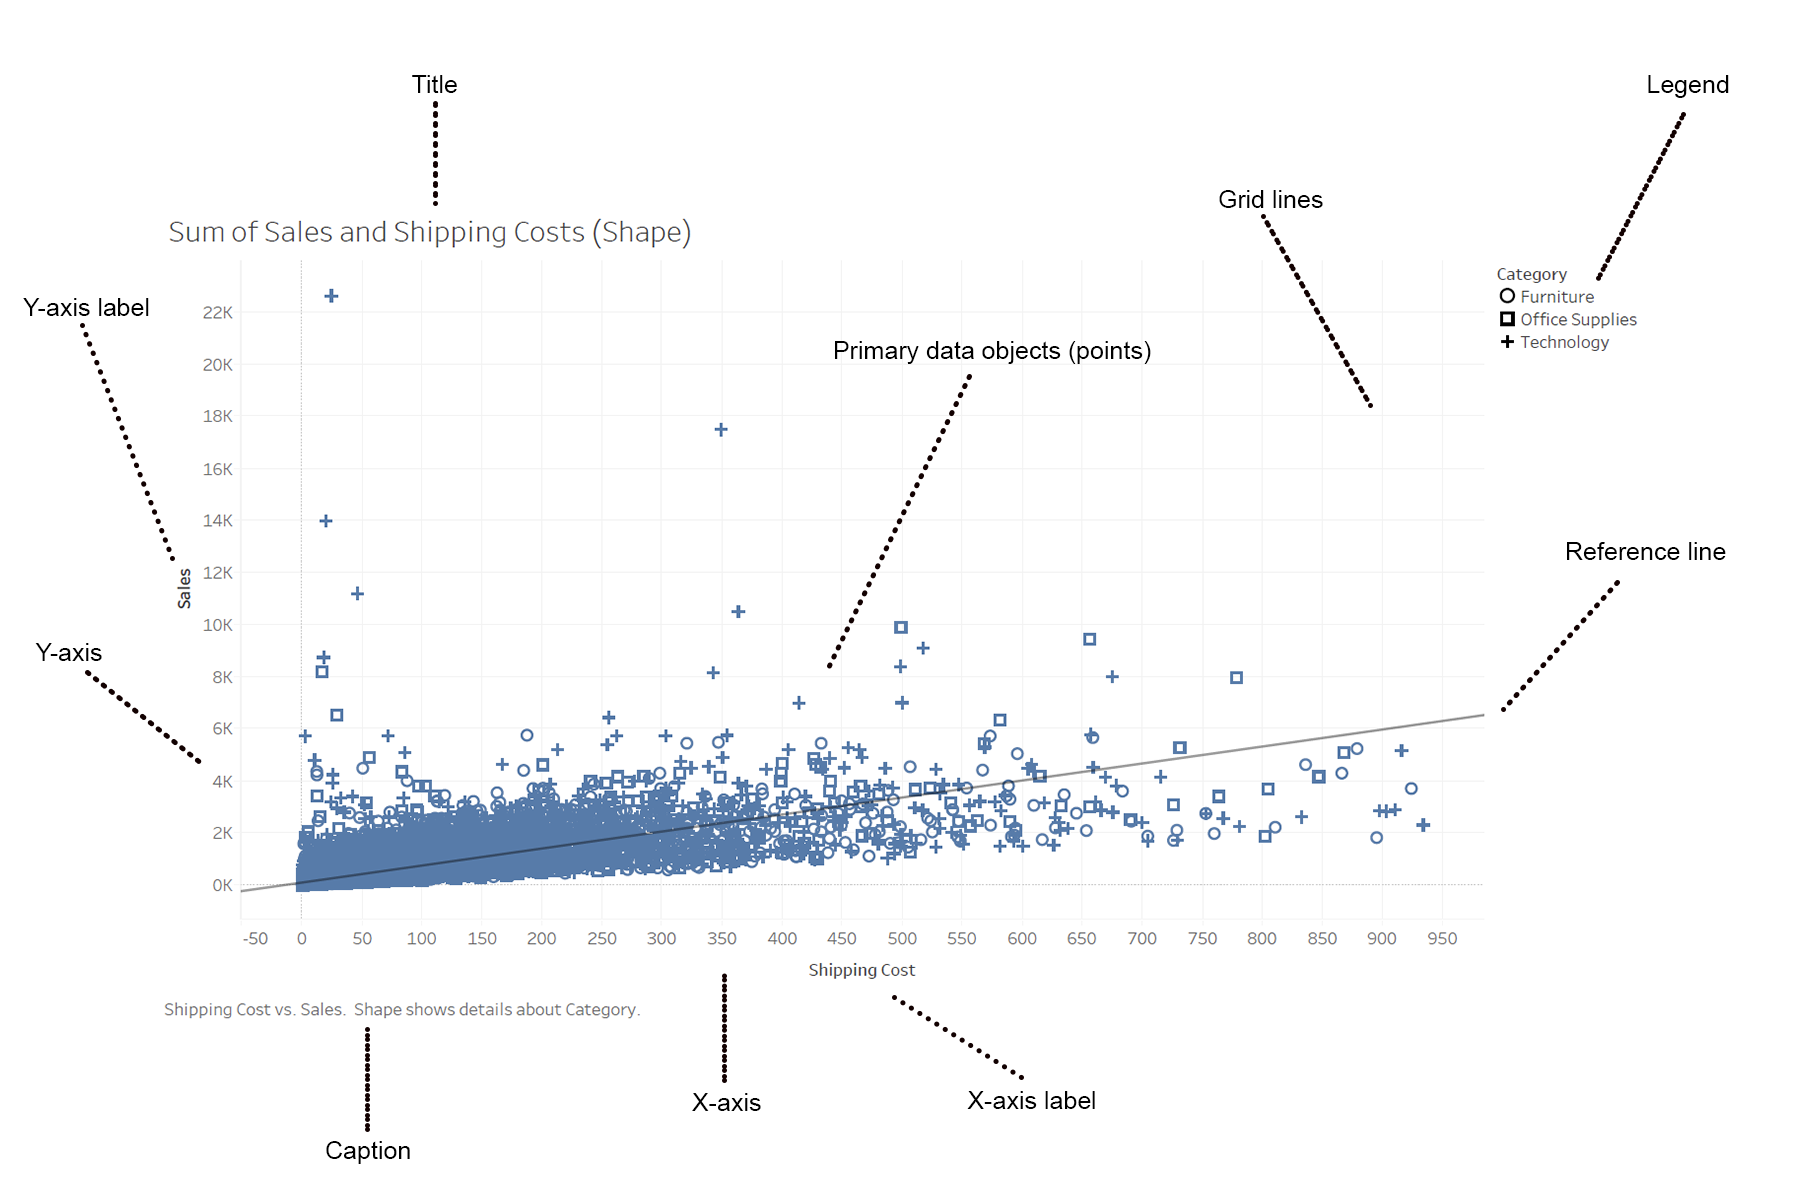 Title
Legend
Grid lines
Sum of Sales and Shipping Costs (Shape)
Category
Furniture
Office Supplies
Technology
Y-axis label
Primary data objects (points)
22K
20K
18K
16K
14K
12K
10K
8K
6K
4K
2K
0K
Sales
Reference line
Y-axis
-50 0 50 100 150 200 250 300 350 400 450 500 550 600 650 700 750 800 850 900 950
Shipping Cost
Shipping Cost vs. Sales. Shape shows details about Category.
X-axis
X-axis label
Caption